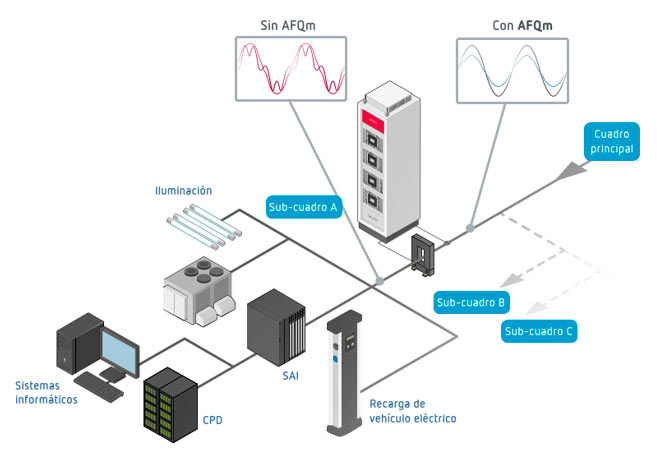 Sin AFQm
Con AFQm
Cuadro
principal
Iluminación
Sub-cuadro A
Sub-cuadro B
Sub-cuadro C
SAI
Sistemas
informáticos
CPD
Recarga de
vehículo eléctrico